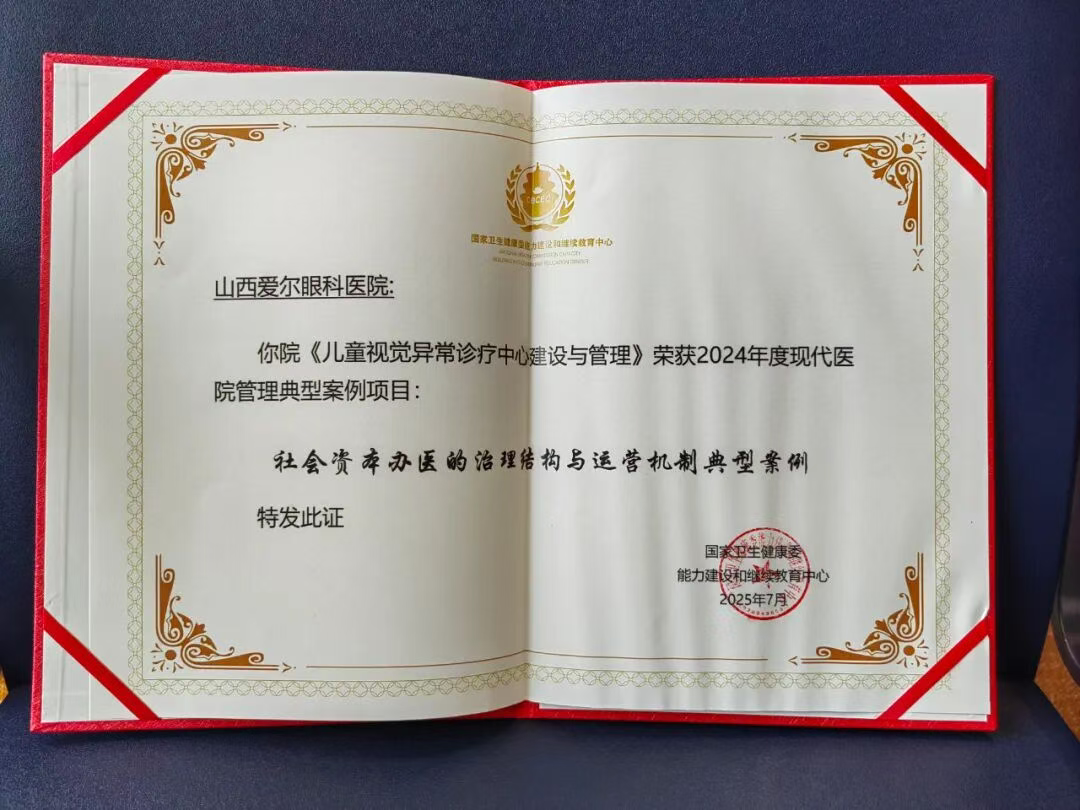 CBCEC
国家卫生健康委能力建设和继续教育中心
山西爱尔眼科医院:
你院《儿童视觉异常诊疗中心建设与管理》荣获2024年度现代医
院管理典型案例项目:
社会资本办医的治理结构与运营机制典型案例
特发此证
国家卫生健康委
能力建设和继续教育中心
2025年7月